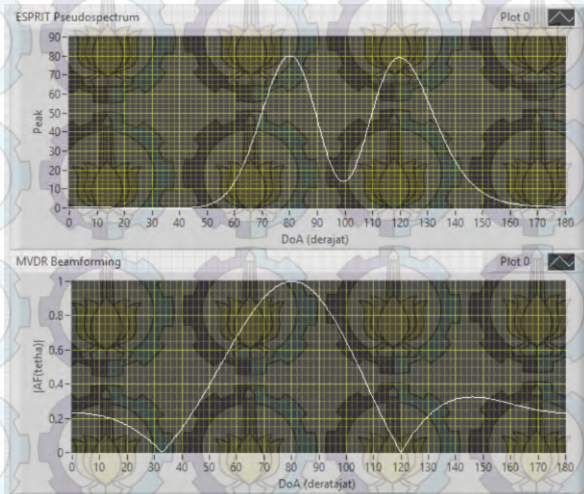 ESPRIT Pseudospectrum Plot 0
90
80
70
60
50
40
30
20
10
0
Peak
0 10 20 30 40 50 60 70 80 90 100 110 120 130 140 150 160 170 180
DoA (derajat)
MVDR Beamforming Plot 0
1
0.8
0.6
0.4
0.2
0
|AF(tetha)|
0 10 20 30 40 50 60 70 80 90 100 110 120 130 140 150 160 170 180
DoA (deratajat)